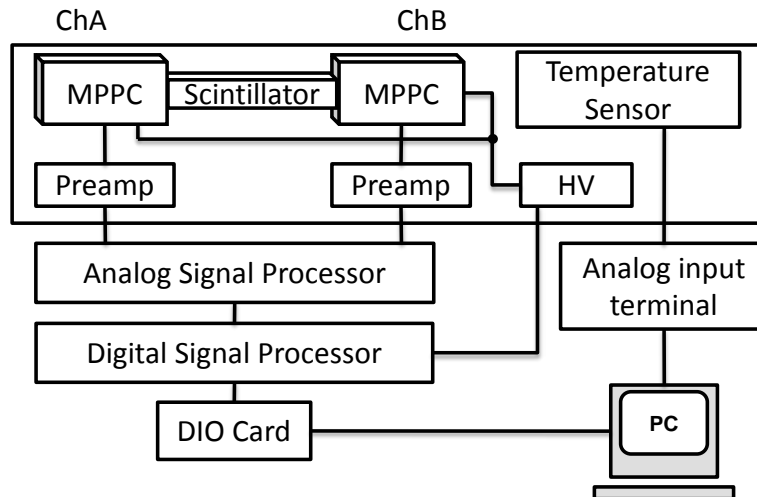 ChA
ChB
MPPC
Scintillator
MPPC
Temperature
Sensor
Preamp
Preamp
HV
Analog Signal Processor
Analog input
terminal
Digital Signal Processor
DIO Card
PC